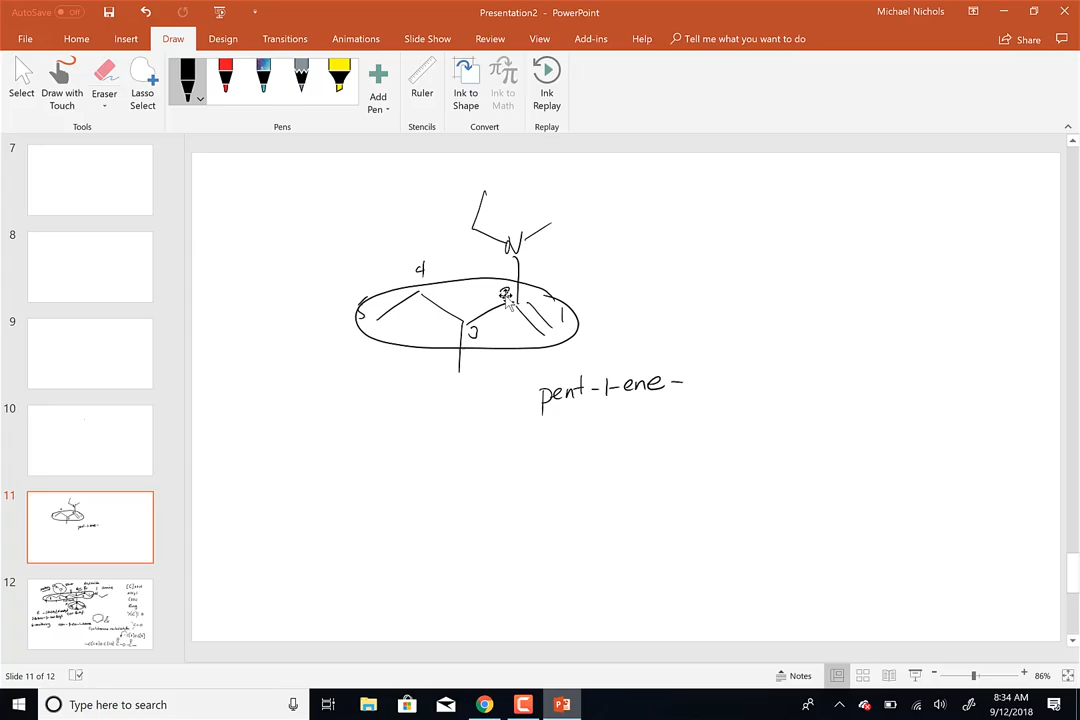 AutoSave Off
Presentation2 - PowerPoint
Michael Nichols
File Home Insert Draw Design Transitions Animations Slide Show Review View Add-ins Help Tell me what you want to do
Share
Select
Draw with Touch
Eraser
Lasso Select
Add Pen
Ruler
Ink to Shape
Ink to Math
Ink Replay
Tools
Pens
Stencils
Convert
Replay
7
8
9
10
11
12
N
4
5
2
3
1
pent-1-ene-
Slide 11 of 12
Notes
86%
Type here to search
8:34 AM
9/12/2018